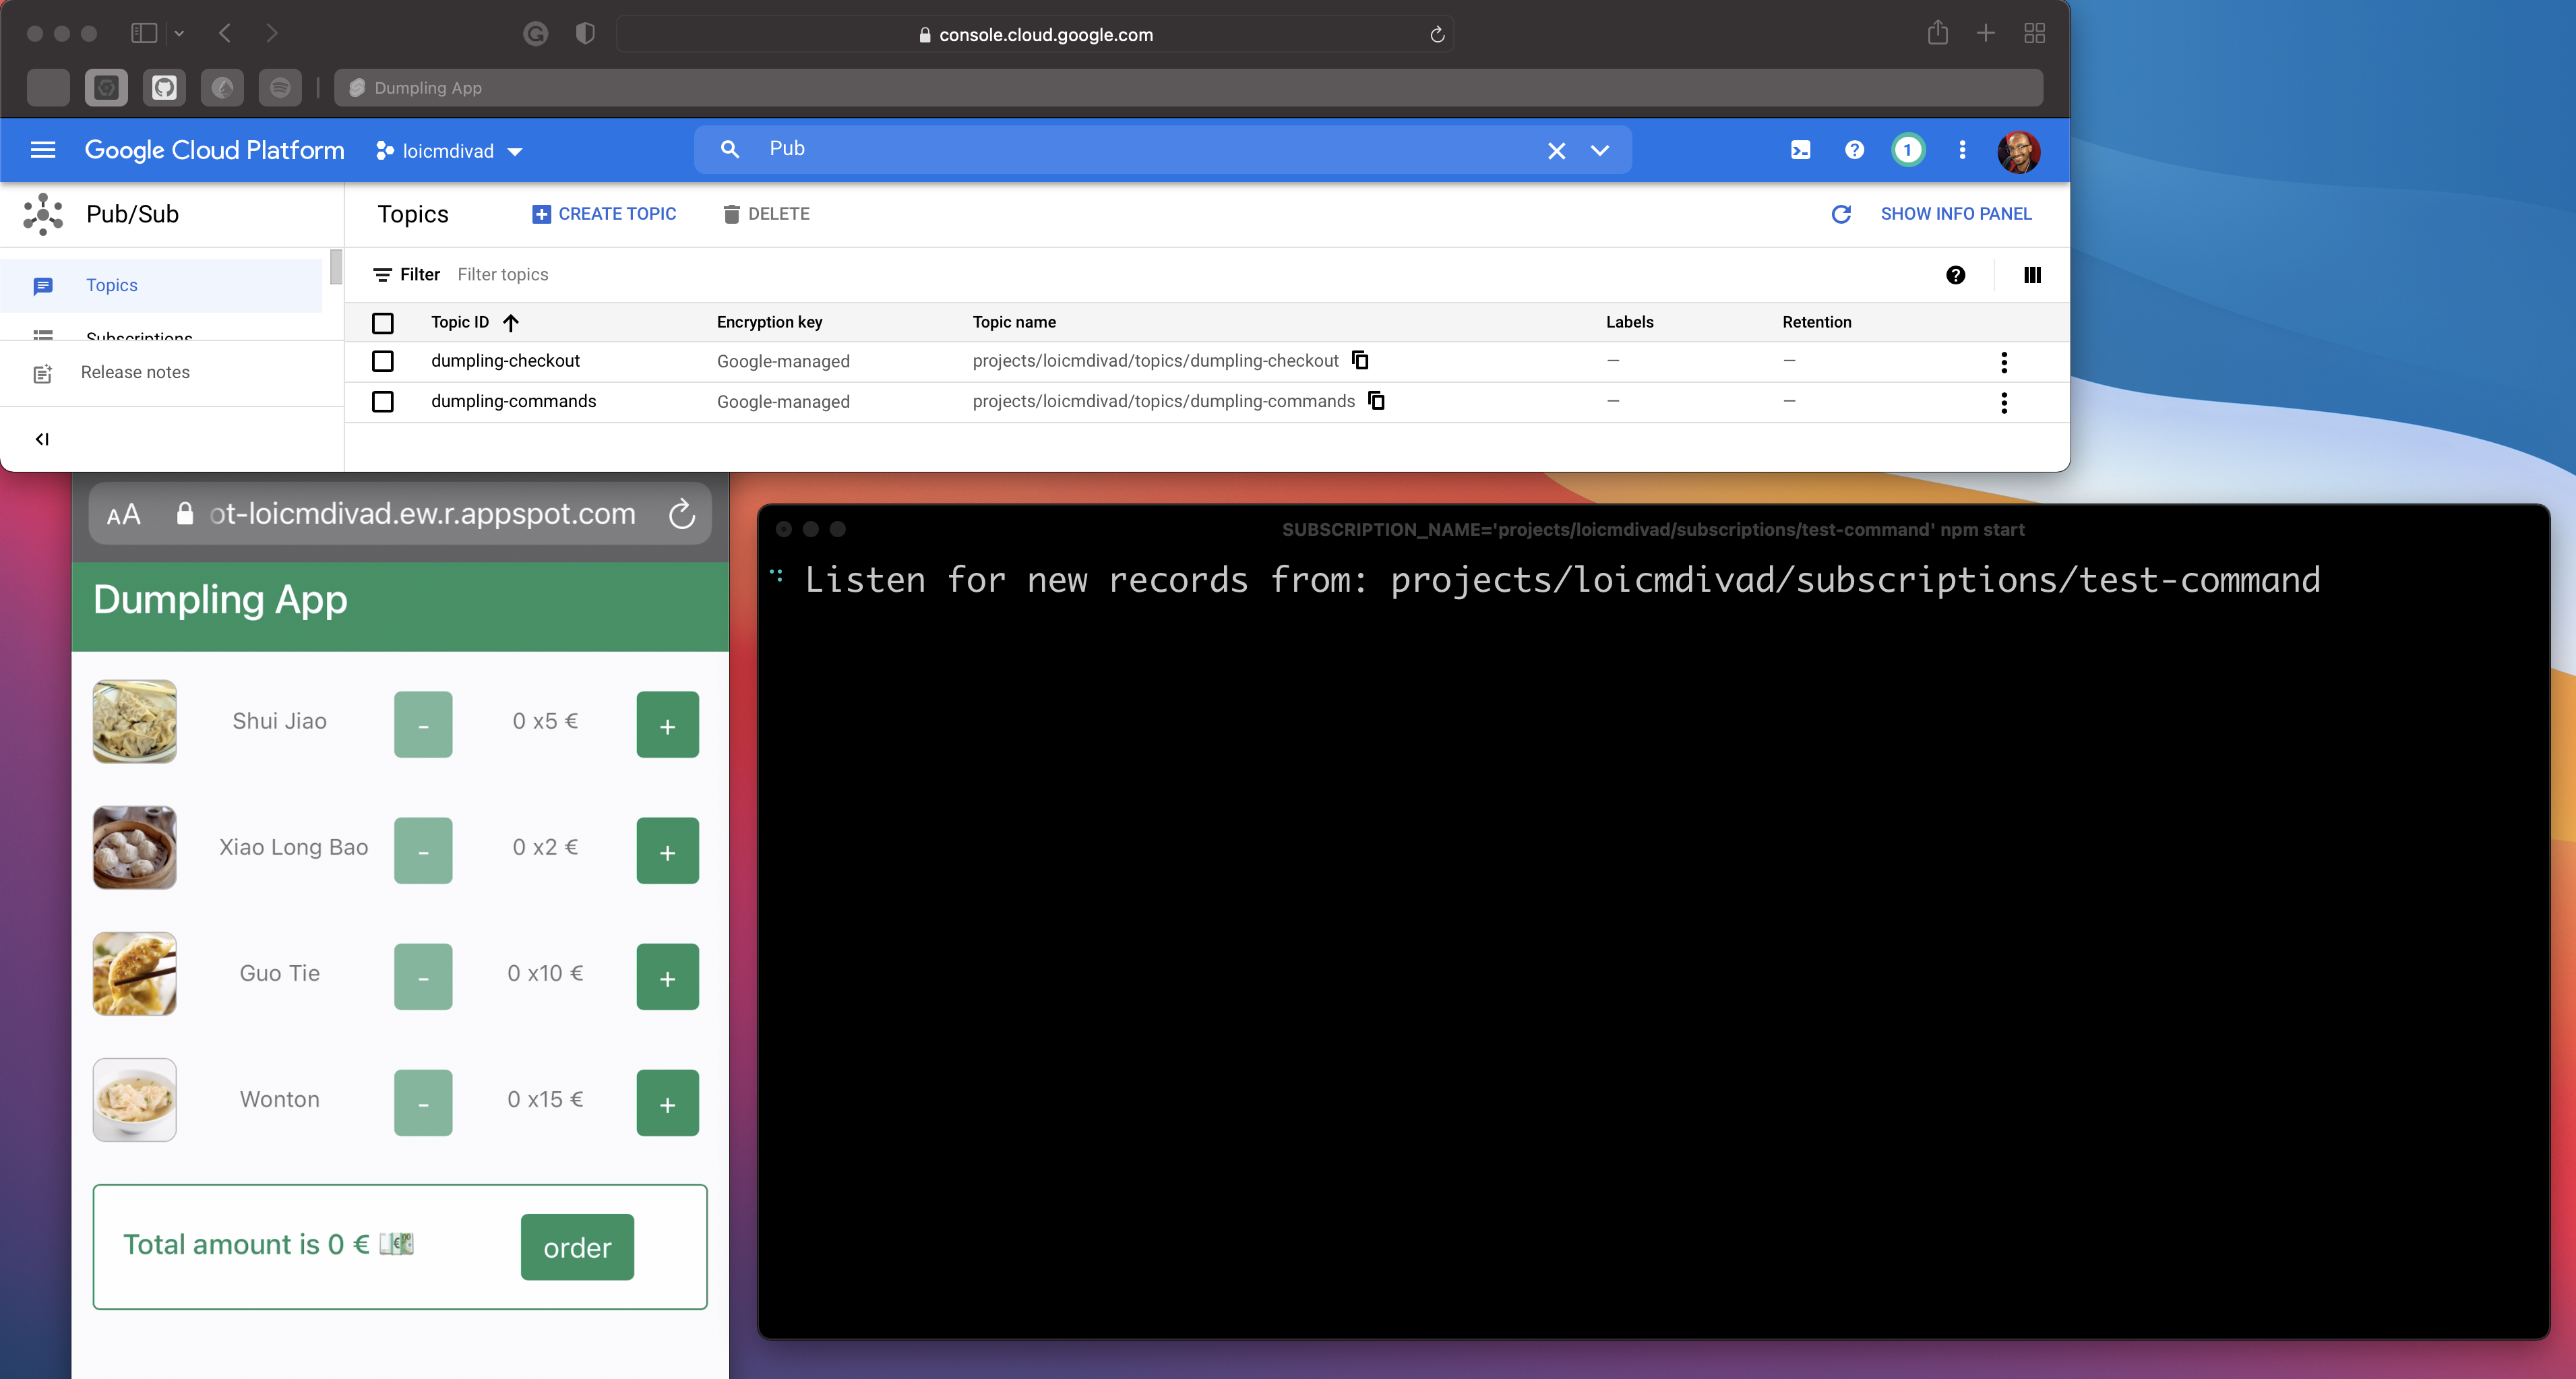 console.cloud.google.com
Dumpling App
Google Cloud Platform
loicmdivad
Pub
1
Pub/Sub
Topics
CREATE TOPIC
DELETE
SHOW INFO PANEL
Topics
Subscriptions
Release notes
Filter Filter topics
Topic ID Encryption key Topic name Labels Retention
dumpling-checkout Google-managed projects/loicmdivad/topics/dumpling-checkout — —
dumpling-commands Google-managed projects/loicmdivad/topics/dumpling-commands — —
AA ot-loicmdivad.ew.r.appspot.com
Dumpling App
Shui Jiao - 0 x5 € +
Xiao Long Bao - 0 x2 € +
Guo Tie - 0 x10 € +
Wonton - 0 x15 € +
Total amount is 0 € 💶
order
SUBSCRIPTION_NAME='projects/loicmdivad/subscriptions/test-command' npm start
Listen for new records from: projects/loicmdivad/subscriptions/test-command